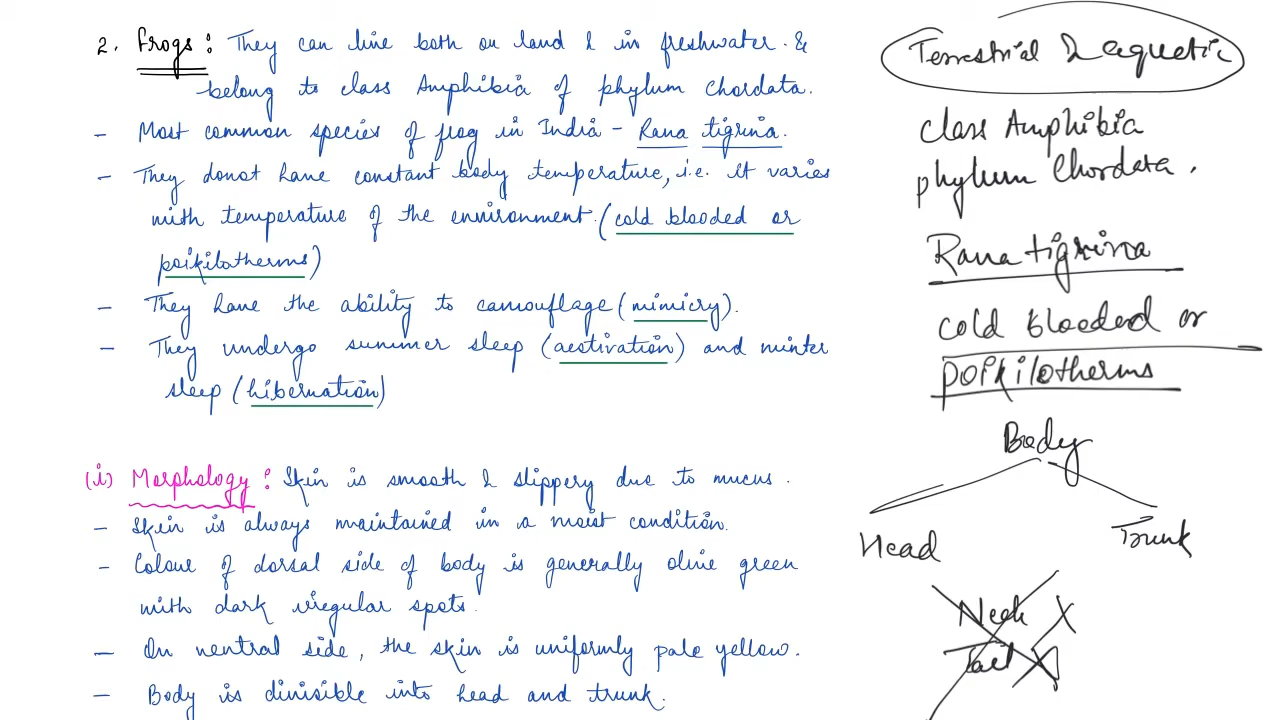 2. Frogs : They can live both on land & in freshwater. &
belong to class Amphibia of phylum Chordata.
- Most common species of frog in India - Rana tigrina.
- They donot have constant body temperature, i.e. It varies
with temperature of the environment. (cold blooded or
poikilotherms)
- They have the ability to camouflage (mimicry).
- They undergo summer sleep (aestivation) and winter
sleep (hibernation)
(i) Morphology : Skin is smooth & slippery due to mucus.
- Skin is always maintained in a moist condition.
- Colour of dorsal side of body is generally olive green
with dark irregular spots.
- On ventral side, the skin is uniformly pale yellow.
- Body is divisible into head and trunk.
Terrestrial & aquetic
class Amphibia
phylum Chordata.
Rana tigrina
cold blooded or
poikilotherms
Body
Head Trunk
Neck X
Tail X